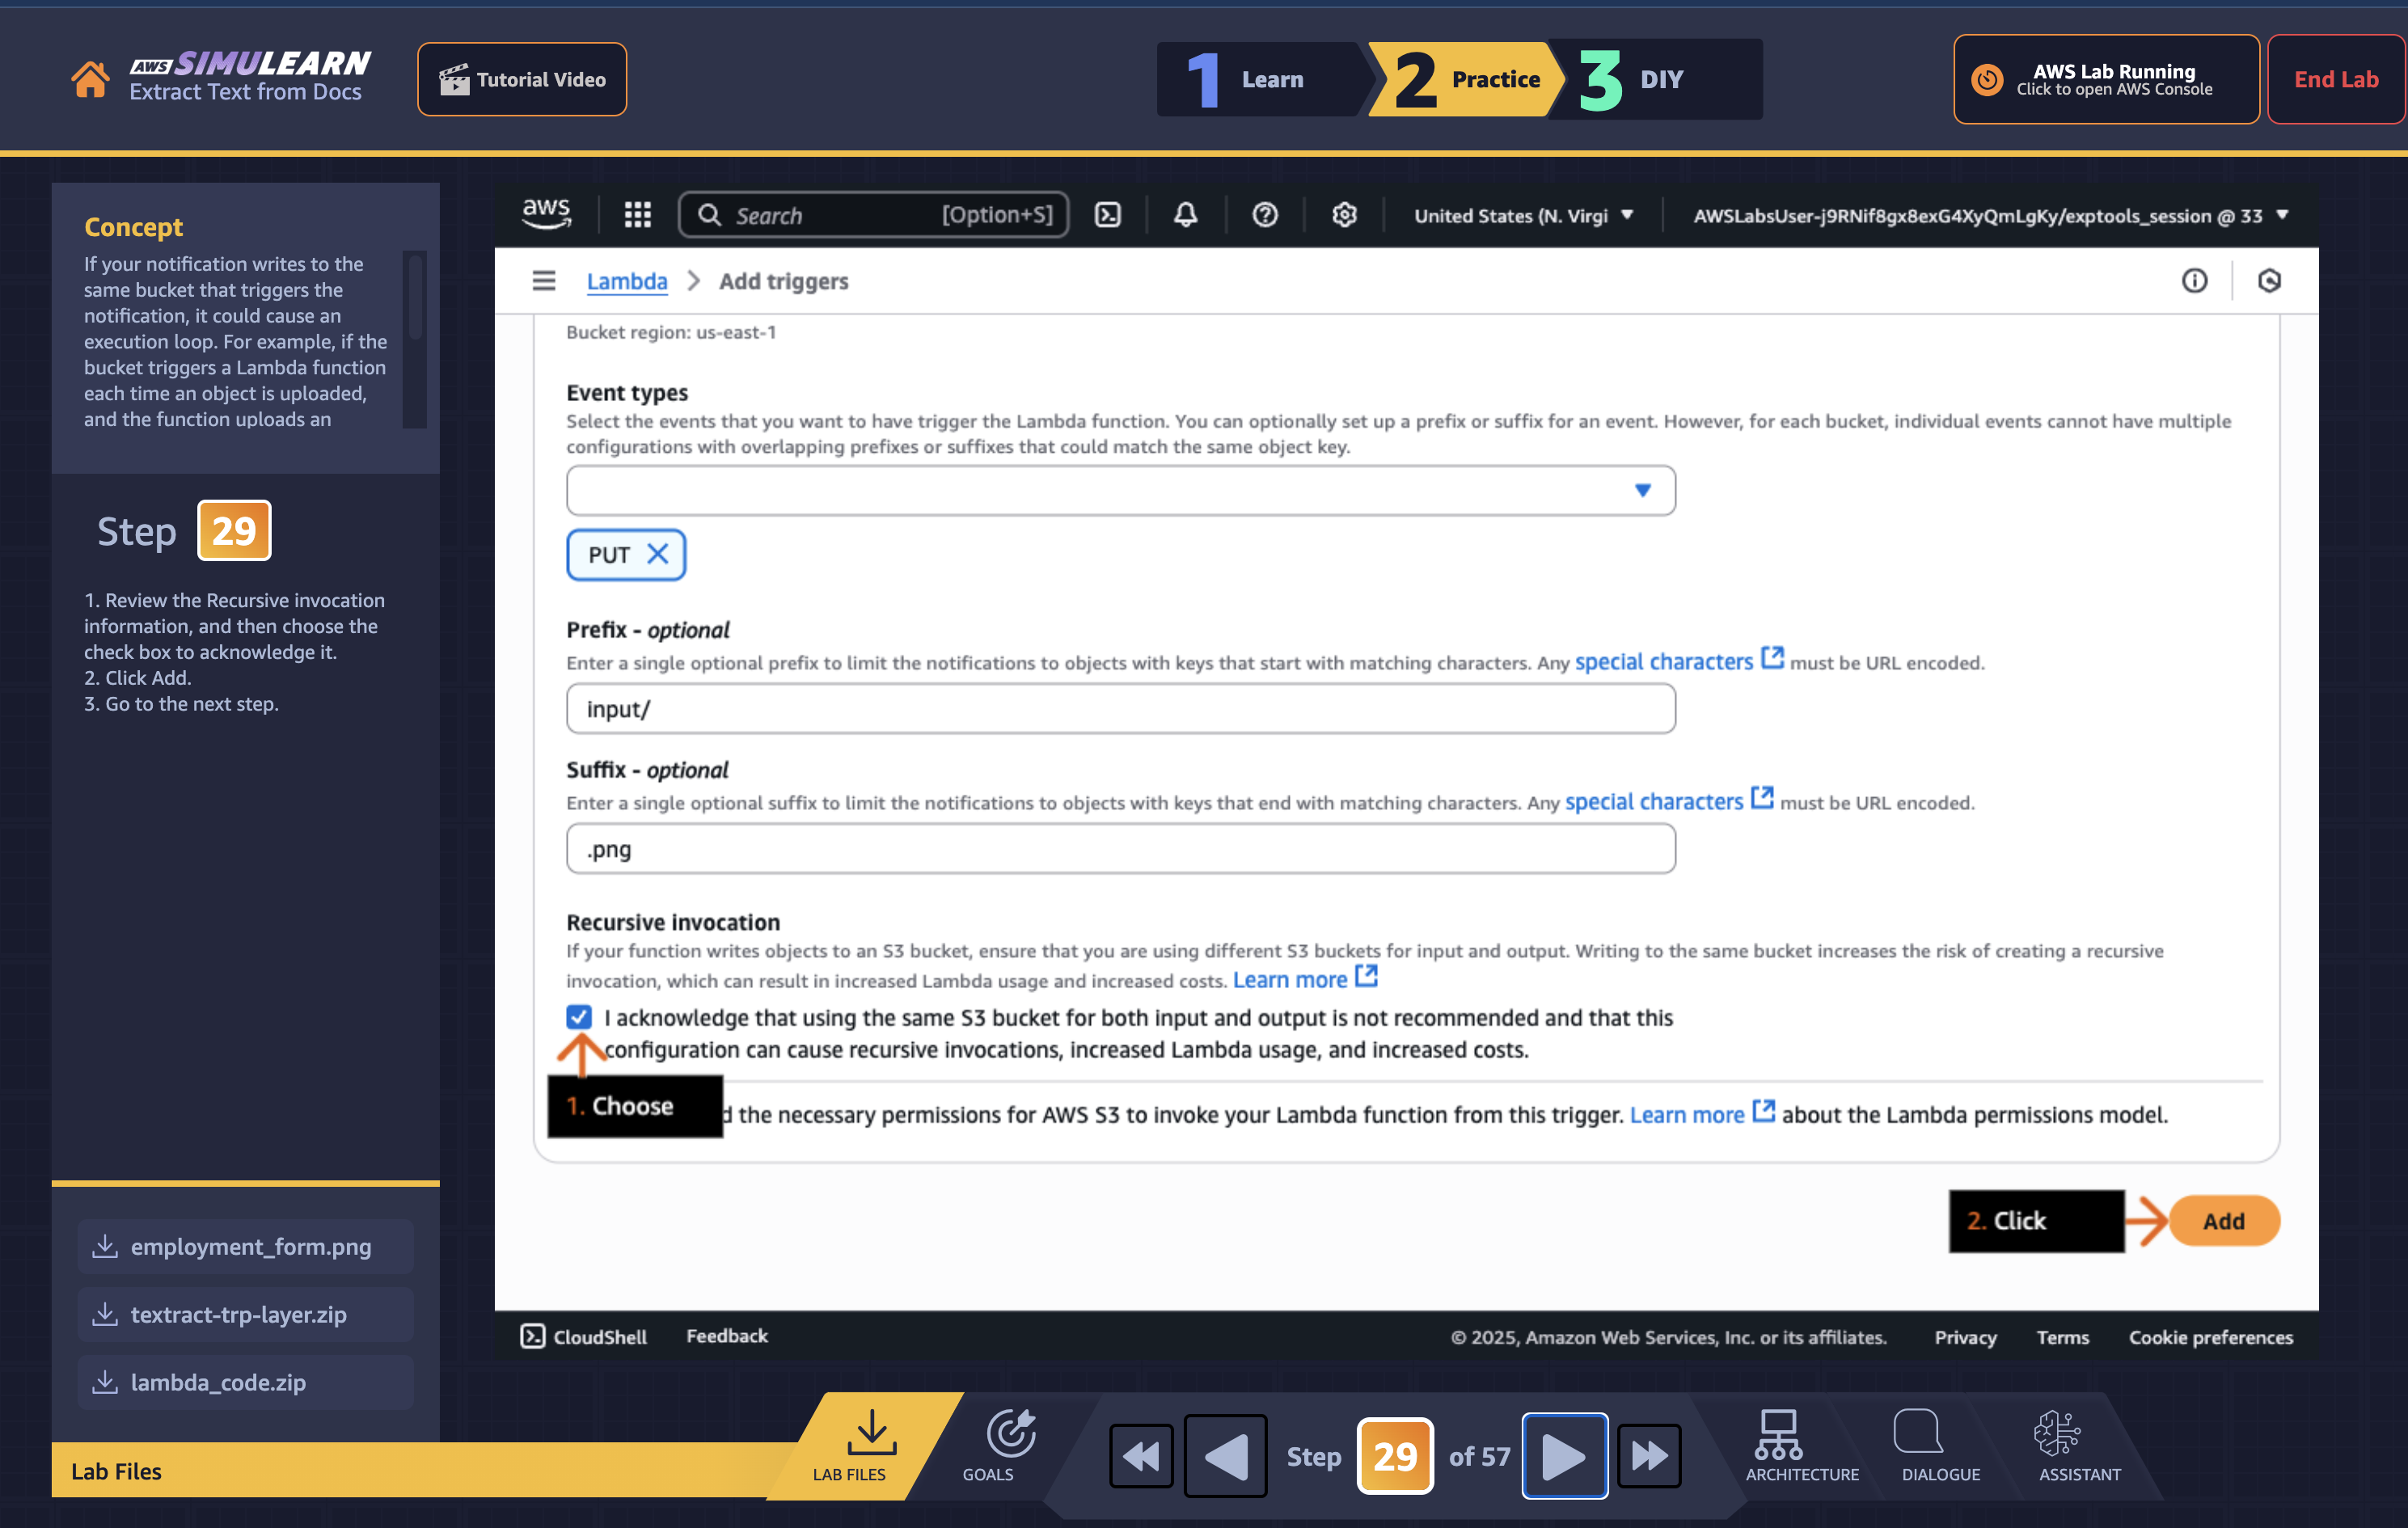 AWS SIMULEARN
Extract Text from Docs
Tutorial Video
1 Learn
2 Practice
3 DIY
AWS Lab Running
Click to open AWS Console
End Lab
Concept
If your notification writes to the
same bucket that triggers the
notification, it could cause an
execution loop. For example, if the
bucket triggers a Lambda function
each time an object is uploaded,
and the function uploads an
Step 29
1. Review the Recursive invocation
information, and then choose the
check box to acknowledge it.
2. Click Add.
3. Go to the next step.
employment_form.png
textract-trp-layer.zip
lambda_code.zip
Lab Files
aws
Search [Option+S]
United States (N. Virgi
AWSLabsUser-j9RNif8gx8exG4XyQmLgKy/exptools_session @ 33
Lambda > Add triggers
Bucket region: us-east-1
Event types
Select the events that you want to have trigger the Lambda function. You can optionally set up a prefix or suffix for an event. However, for each bucket, individual events cannot have multiple
configurations with overlapping prefixes or suffixes that could match the same object key.
PUT
Prefix - optional
Enter a single optional prefix to limit the notifications to objects with keys that start with matching characters. Any special characters must be URL encoded.
input/
Suffix - optional
Enter a single optional suffix to limit the notifications to objects with keys that end with matching characters. Any special characters must be URL encoded.
.png
Recursive invocation
If your function writes objects to an S3 bucket, ensure that you are using different S3 buckets for input and output. Writing to the same bucket increases the risk of creating a recursive
invocation, which can result in increased Lambda usage and increased costs. Learn more
I acknowledge that using the same S3 bucket for both input and output is not recommended and that this
configuration can cause recursive invocations, increased Lambda usage, and increased costs.
1. Choose
d the necessary permissions for AWS S3 to invoke your Lambda function from this trigger. Learn more about the Lambda permissions model.
2. Click
Add
CloudShell Feedback
© 2025, Amazon Web Services, Inc. or its affiliates. Privacy Terms Cookie preferences
LAB FILES
GOALS
Step 29 of 57
ARCHITECTURE
DIALOGUE
ASSISTANT